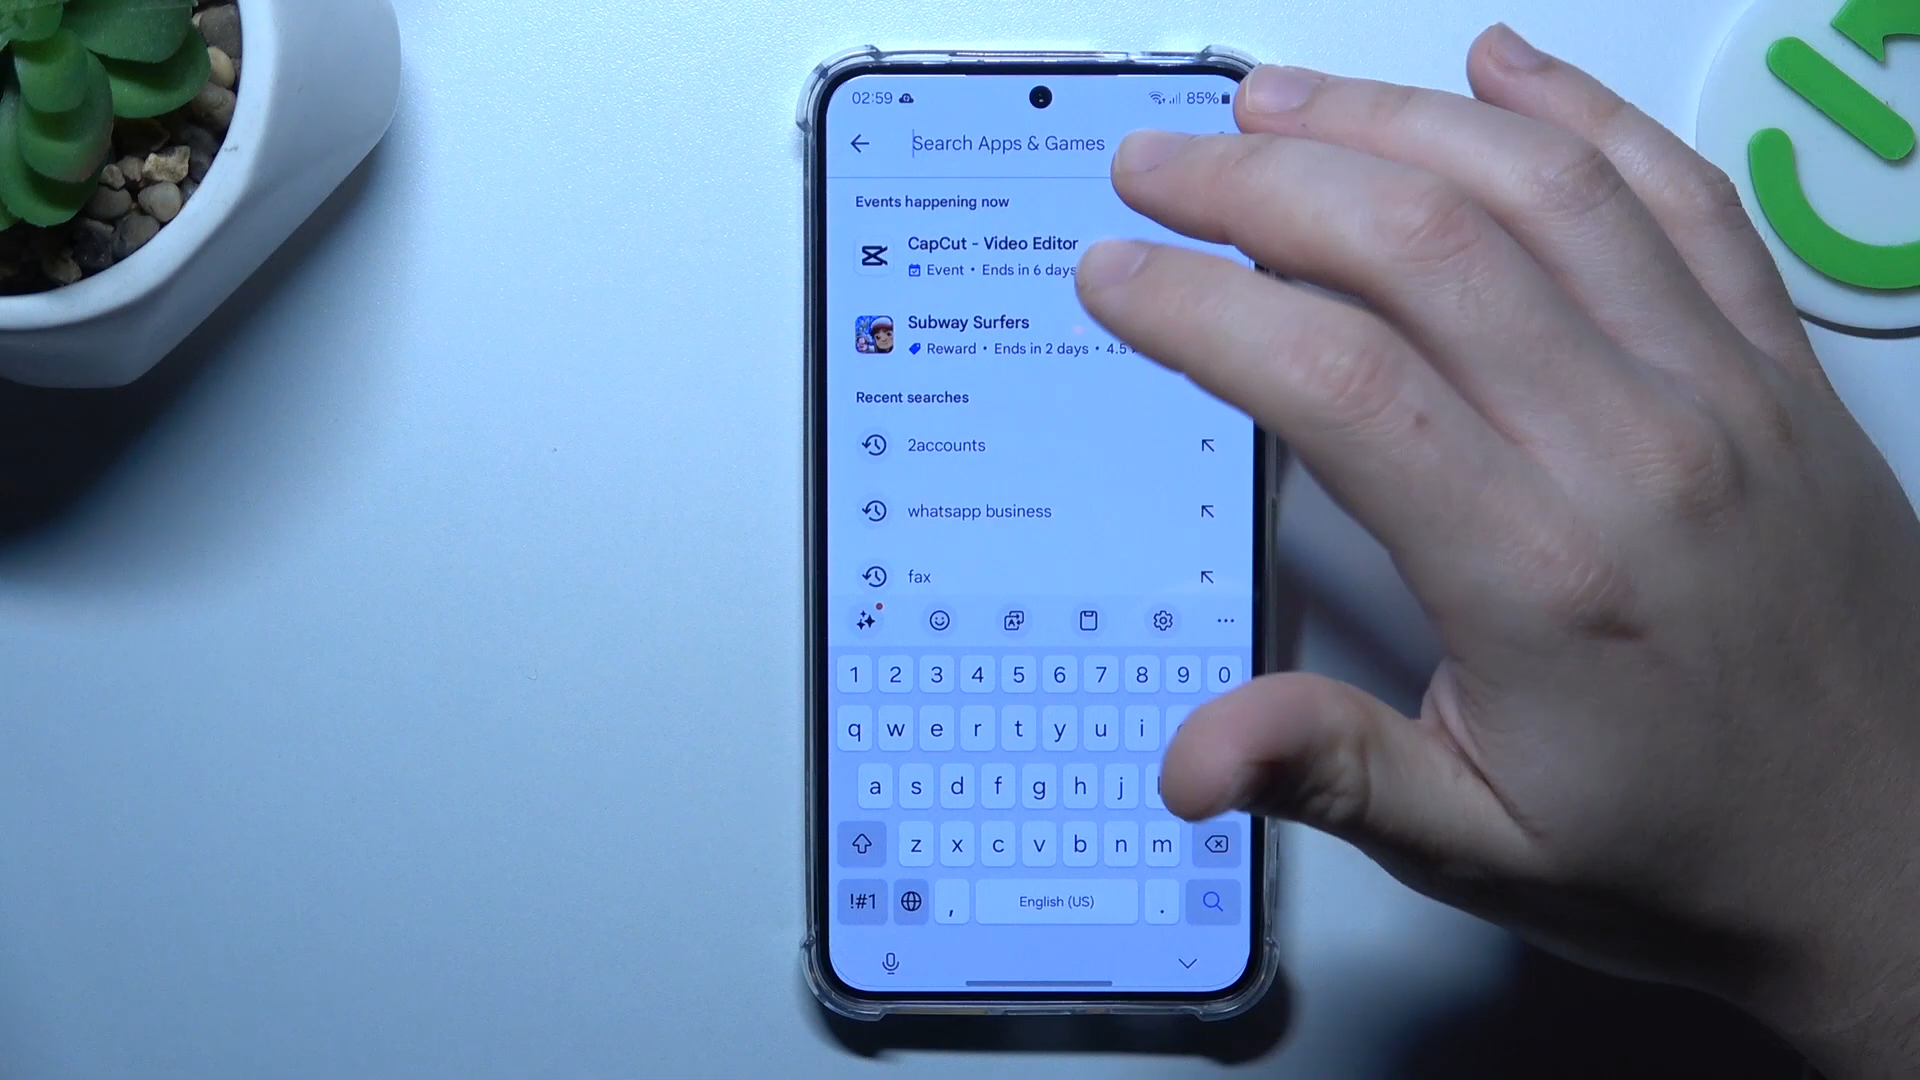 02:59 85%
Search Apps & Games
Events happening now
CapCut - Video Editor
Event • Ends in 6 days
Subway Surfers
Reward • Ends in 2 days • 4.5
Recent searches
2accounts
whatsapp business
fax
1 2 3 4 5 6 7 8 9 0
q w e r t y u i
a s d f g h j
z x c v b n m
!#1 , English (US) .